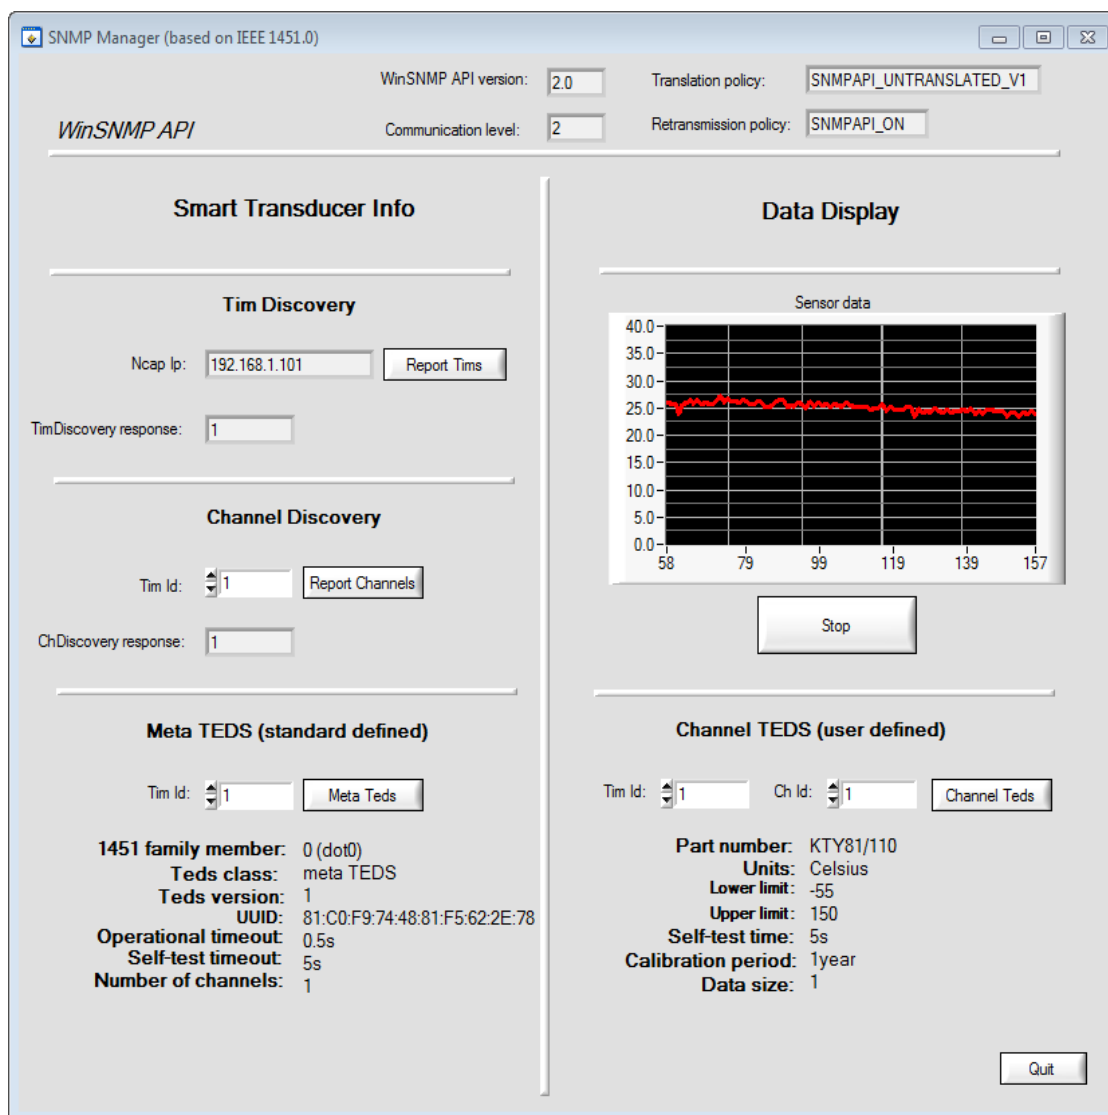 SNMP Manager (based on IEEE 1451.0)
WinSNMP API version: 2.0 Translation policy: SNMPAPI_UNTRANSLATED_V1
WinSNMP API
Communication level: 2 Retransmission policy: SNMPAPI_ON
Smart Transducer Info
Tim Discovery
Ncap Ip: 192.168.1.101 Report Tims
TimDiscovery response: 1
Channel Discovery
Tim Id: 1 Report Channels
ChDiscovery response: 1
Meta TEDS (standard defined)
Tim Id: 1 Meta Teds
1451 family member: 0 (dot0)
Teds class: meta TEDS
Teds version: 1
UUID: 81:C0:F9:74:48:81:F5:62:2E:78
Operational timeout: 0.5s
Self-test timeout: 5s
Number of channels: 1
Data Display
Sensor data
40.0
35.0
30.0
25.0
20.0
15.0
10.0
5.0
0.0
58 79 99 119 139 157
Stop
Channel TEDS (user defined)
Tim Id: 1 Ch Id: 1 Channel Teds
Part number: KTY81/110
Units: Celsius
Lower limit: -55
Upper limit: 150
Self-test time: 5s
Calibration period: 1year
Data size: 1
Quit